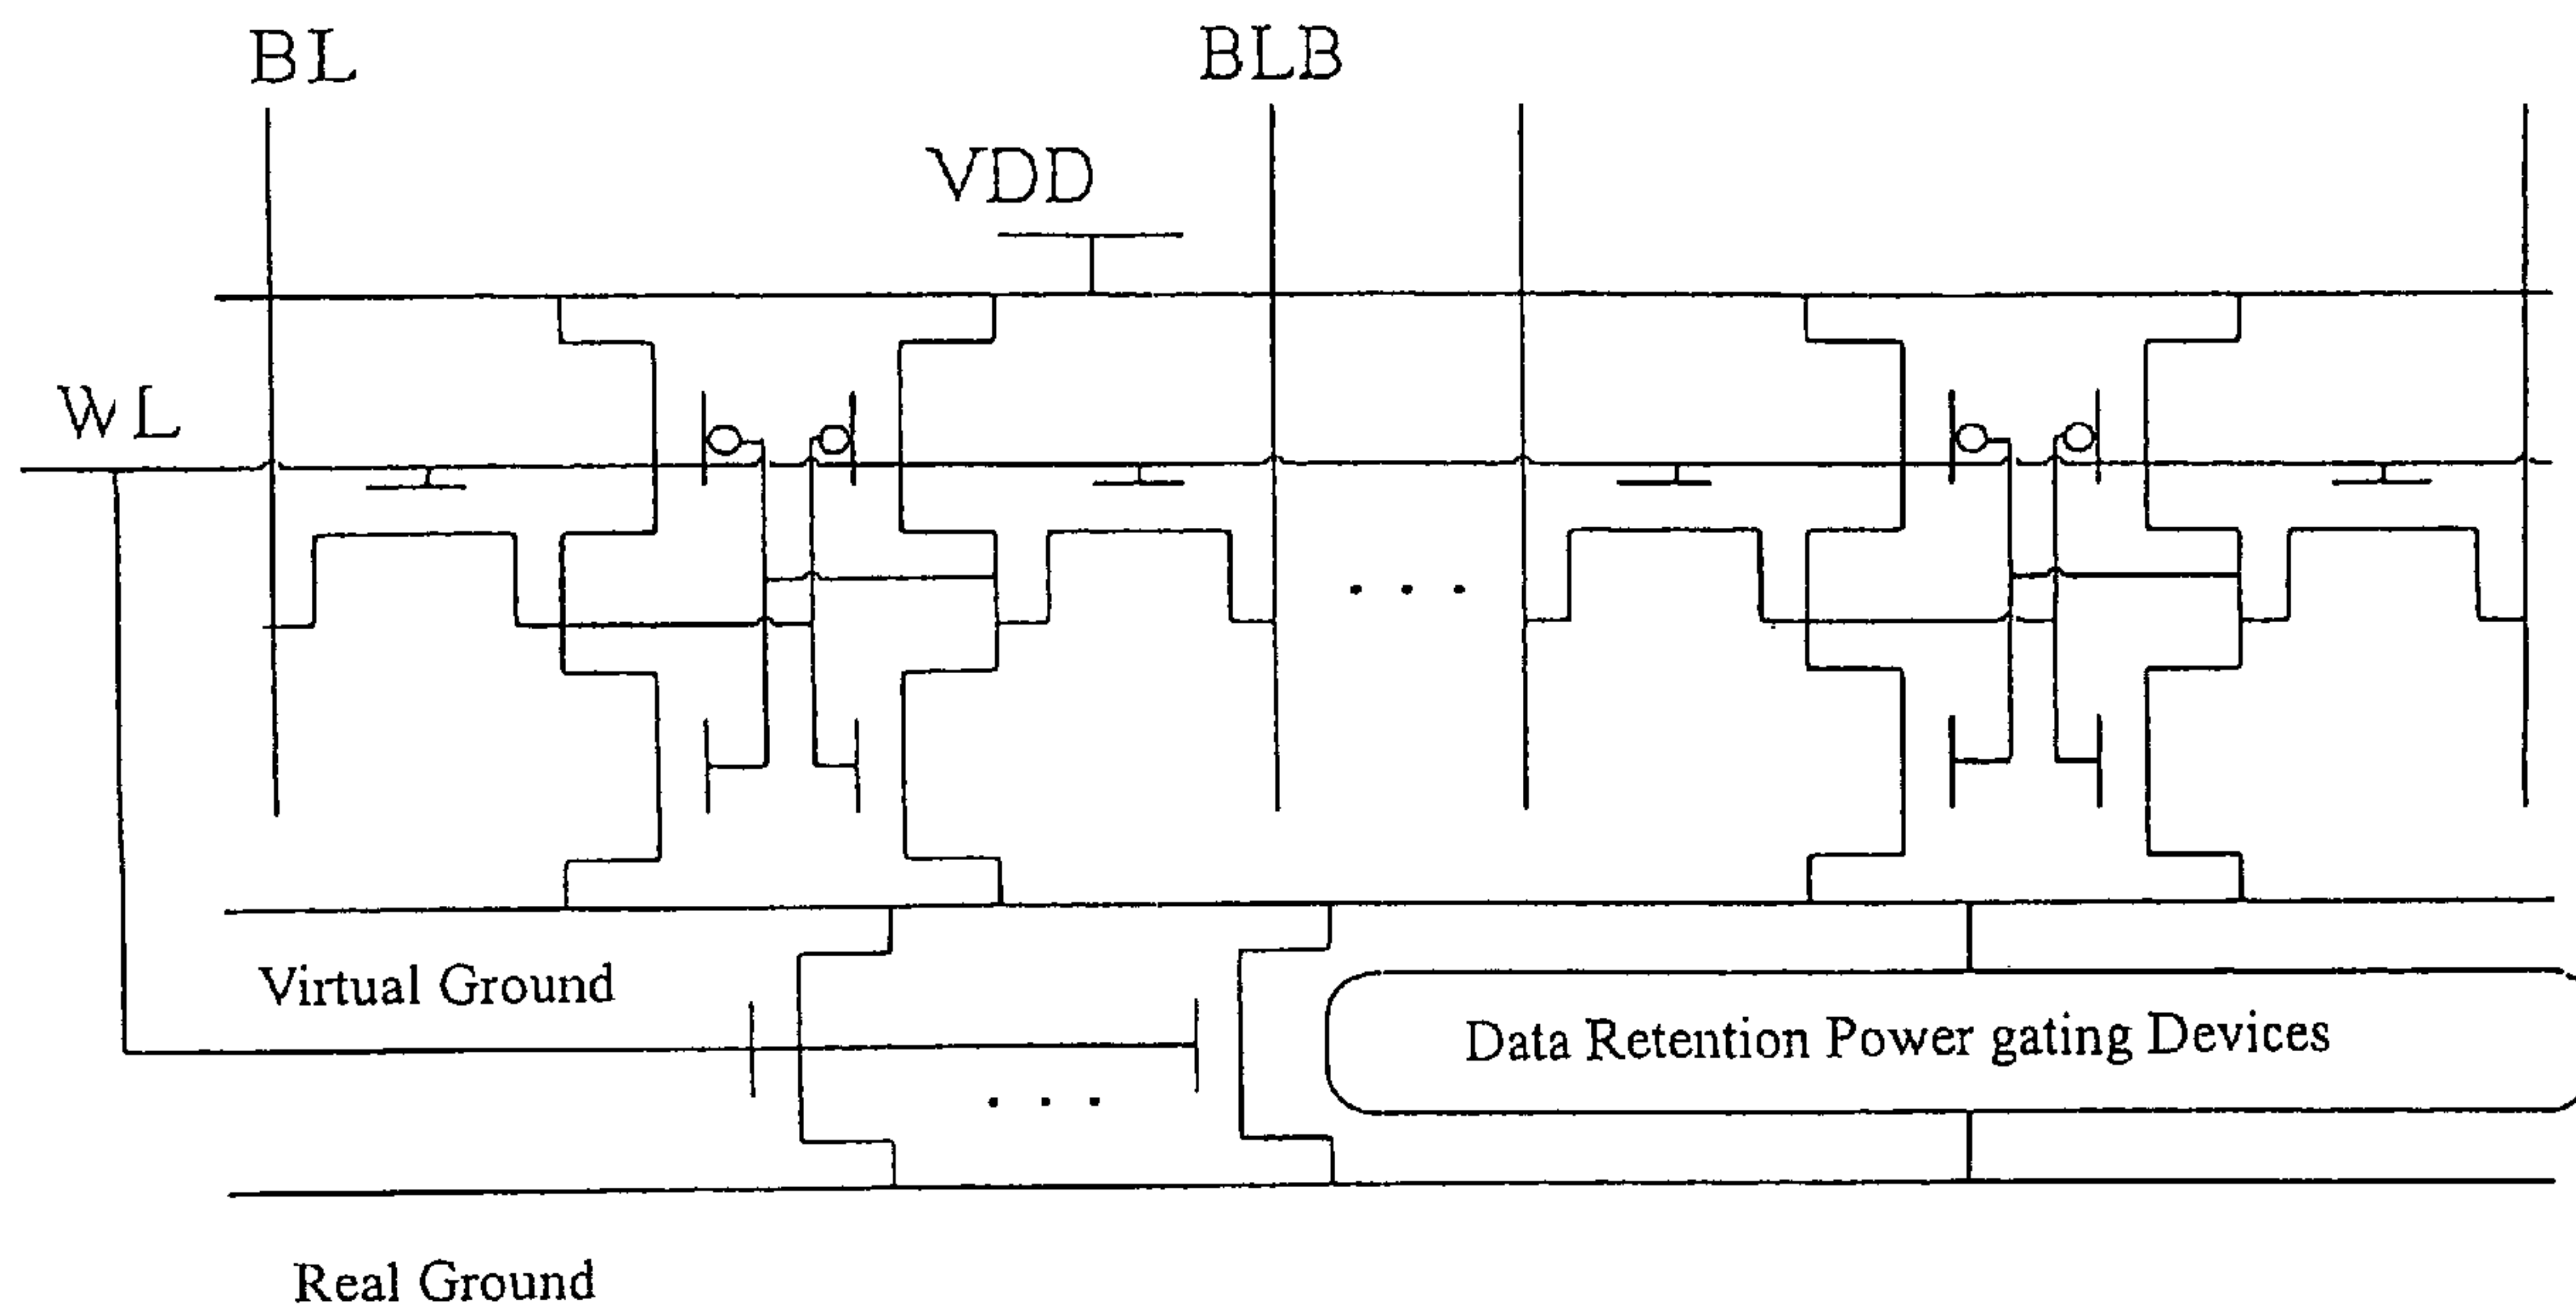 BL
BLB
VDD
WL
Virtual Ground
Data Retention Power gating Devices
Real Ground